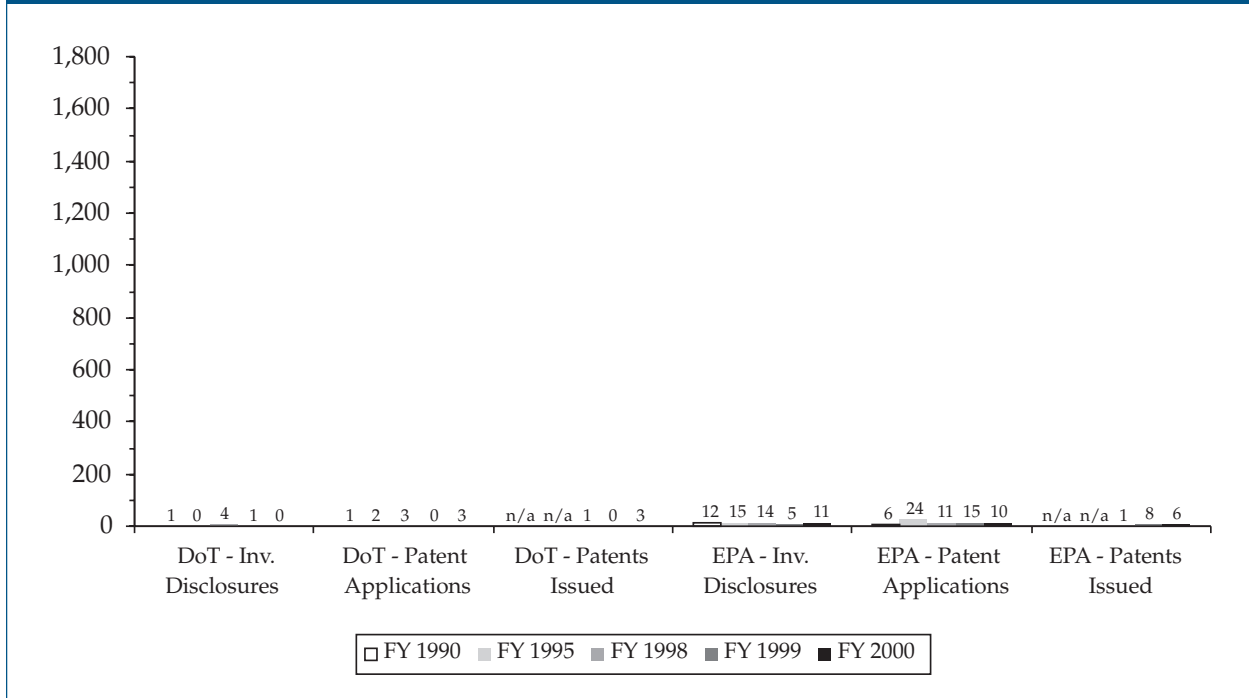 1,800
1,600
1,400
1,200
1,000
800
600
400
200
0
1 0 4 1 0 1 2 3 0 3 n/a n/a 1 0 3 12 15 14 5 11 6 24 11 15 10 n/a n/a 1 8 6
DoT - Inv. DoT - Patent DoT - Patents EPA - Inv. EPA - Patent EPA - Patents
Disclosures Applications Issued Disclosures Applications Issued
FY 1990 FY 1995 FY 1998 FY 1999 FY 2000